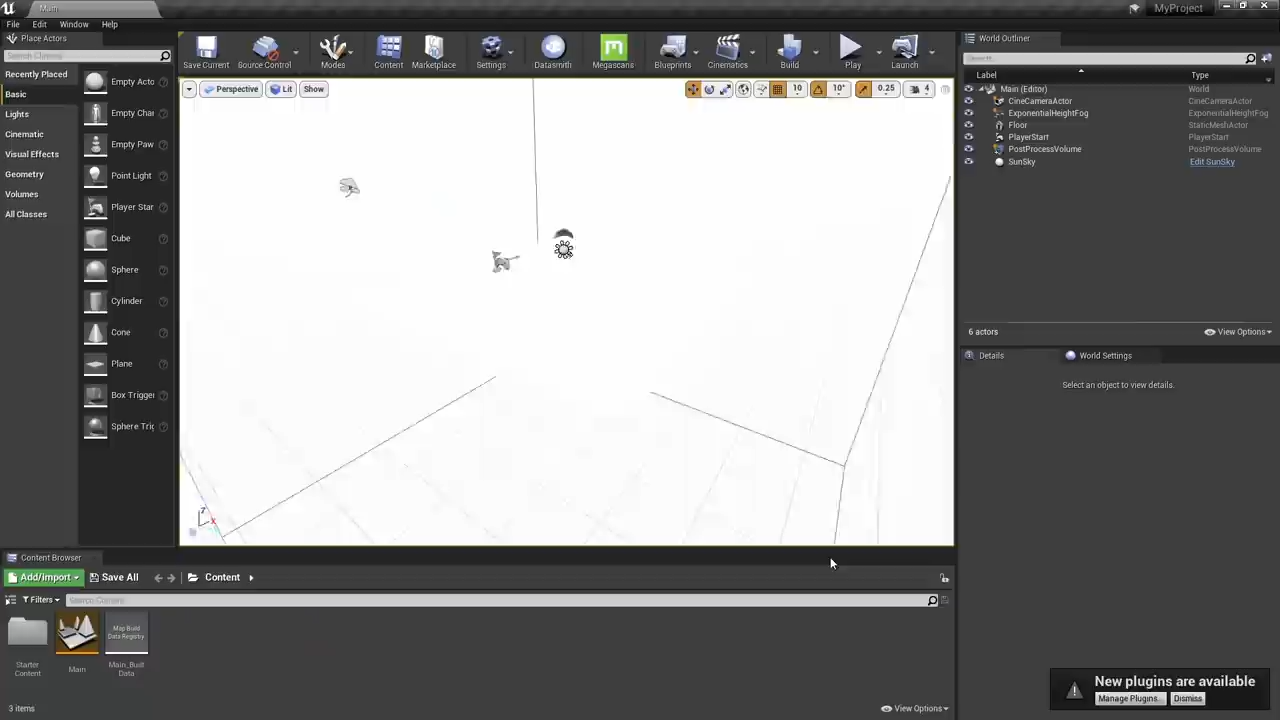 Main
MyProject
File Edit Window Help
Place Actors
Search Classes
Recently Placed
Basic
Lights
Cinematic
Visual Effects
Geometry
Volumes
All Classes
Empty Acto
Empty Char
Empty Paw
Point Light
Player Star
Cube
Sphere
Cylinder
Cone
Plane
Box Trigger
Sphere Trig
Save Current
Source Control
Modes
Content
Marketplace
Settings
Datasmith
Megascans
Blueprints
Cinematics
Build
Play
Launch
Perspective
Lit
Show
10
10°
0.25
4
Z
X
World Outliner
Search...
Label Type
Main (Editor) World
CineCameraActor CineCameraActor
ExponentialHeightFog ExponentialHeightFog
Floor StaticMeshActor
PlayerStart PlayerStart
PostProcessVolume PostProcessVolume
SunSky Edit SunSky
6 actors
View Options
Details
World Settings
Select an object to view details.
Content Browser
Add/Import
Save All
Content
Filters
Search Content
Starter
Content
Main
Map Build
Data Registry
Main_Built
Data
3 items
View Options
New plugins are available
Manage Plugins...
Dismiss